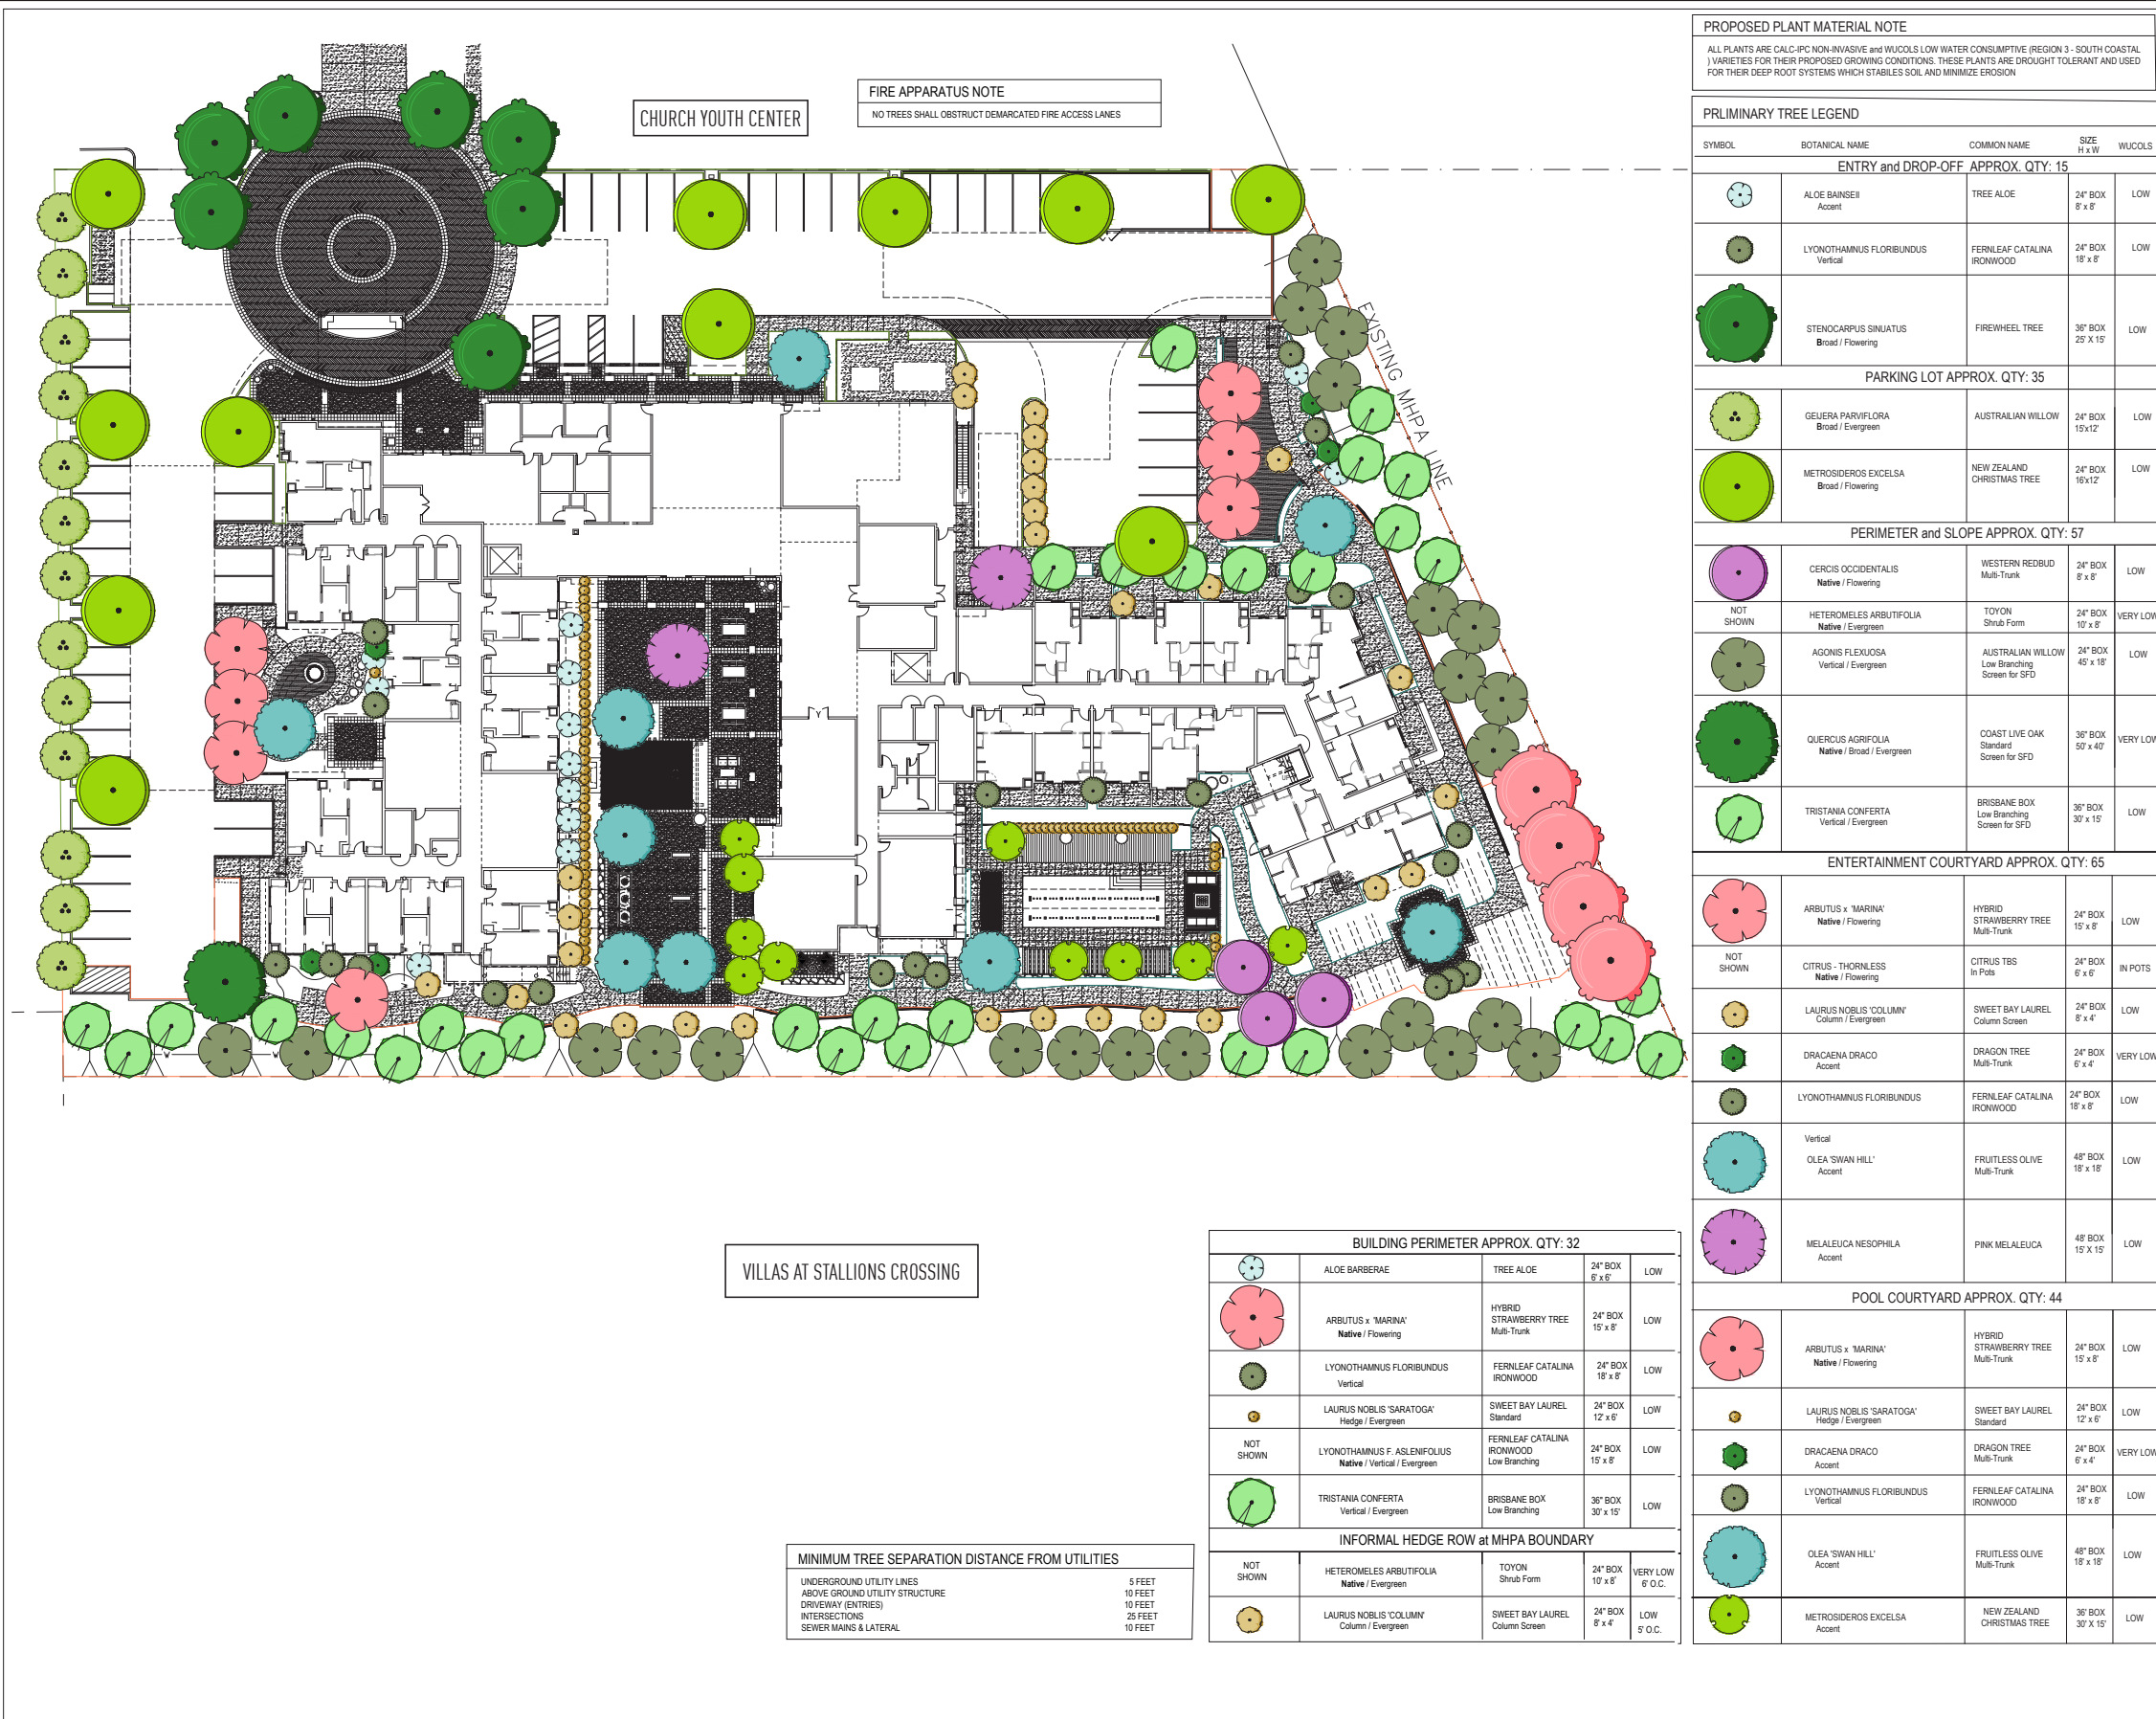 PROPOSED PLANT MATERIAL NOTE
ALL PLANTS ARE CALC-IPC NON-INVASIVE and WUCOLS LOW WATER CONSUMPTIVE (REGION 3 - SOUTH COASTAL
) VARIETIES FOR THEIR PROPOSED GROWING CONDITIONS. THESE PLANTS ARE DROUGHT TOLERANT AND USED
FOR THEIR DEEP ROOT SYSTEMS WHICH STABILES SOIL AND MINIMIZE EROSION
FIRE APPARATUS NOTE
NO TREES SHALL OBSTRUCT DEMARCATED FIRE ACCESS LANES
CHURCH YOUTH CENTER
EXISTING MHPA LINE
VILLAS AT STALLIONS CROSSING
PRLIMINARY TREE LEGEND
SYMBOL BOTANICAL NAME COMMON NAME SIZE H x W WUCOLS
ENTRY and DROP-OFF APPROX. QTY: 15
ALOE BAINSEII TREE ALOE 24" BOX LOW
Accent 8' x 8'
LYONOTHAMNUS FLORIBUNDUS FERNLEAF CATALINA 24" BOX LOW
Vertical IRONWOOD 18' x 8'
STENOCARPUS SINUATUS FIREWHEEL TREE 36" BOX LOW
Broad / Flowering 25' X 15'
PARKING LOT APPROX. QTY: 35
GEIJERA PARVIFLORA AUSTRAILIAN WILLOW 24" BOX LOW
Broad / Evergreen 15'x12'
METROSIDEROS EXCELSA NEW ZEALAND 24" BOX LOW
Broad / Flowering CHRISTMAS TREE 16'x12'
PERIMETER and SLOPE APPROX. QTY: 57
CERCIS OCCIDENTALIS WESTERN REDBUD 24" BOX LOW
Native / Flowering Multi-Trunk 8' x 8'
NOT SHOWN HETEROMELES ARBUTIFOLIA TOYON 24" BOX VERY LOW
Native / Evergreen Shrub Form 10' x 8'
AGONIS FLEXUOSA AUSTRALIAN WILLOW 24" BOX LOW
Vertical / Evergreen Low Branching 45' x 18'
Screen for SFD
QUERCUS AGRIFOLIA COAST LIVE OAK 36" BOX VERY LOW
Native / Broad / Evergreen Standard 50' x 40'
Screen for SFD
TRISTANIA CONFERTA BRISBANE BOX 36" BOX LOW
Vertical / Evergreen Low Branching 30' x 15'
Screen for SFD
ENTERTAINMENT COURTYARD APPROX. QTY: 65
ARBUTUS x 'MARINA' HYBRID 24" BOX LOW
Native / Flowering STRAWBERRY TREE 15' x 8'
Multi-Trunk
NOT SHOWN CITRUS - THORNLESS CITRUS TBS 24" BOX IN POTS
Native / Flowering In Pots 6' x 6'
LAURUS NOBLIS 'COLUMN' SWEET BAY LAUREL 24" BOX LOW
Column / Evergreen Column Screen 8' x 4'
DRACAENA DRACO DRAGON TREE 24" BOX VERY LOW
Accent Multi-Trunk 6' x 4'
LYONOTHAMNUS FLORIBUNDUS FERNLEAF CATALINA 24" BOX LOW
IRONWOOD 18' x 8'
Vertical
OLEA 'SWAN HILL' FRUITLESS OLIVE 48" BOX LOW
Accent Multi-Trunk 18' x 18'
MELALEUCA NESOPHILA PINK MELALEUCA 48' BOX LOW
Accent 15' X 15'
POOL COURTYARD APPROX. QTY: 44
ARBUTUS x 'MARINA' HYBRID 24" BOX LOW
Native / Flowering STRAWBERRY TREE 15' x 8'
Multi-Trunk
LAURUS NOBLIS 'SARATOGA' SWEET BAY LAUREL 24" BOX LOW
Hedge / Evergreen Standard 12' x 6'
DRACAENA DRACO DRAGON TREE 24" BOX VERY LOW
Accent Multi-Trunk 6' x 4'
LYONOTHAMNUS FLORIBUNDUS FERNLEAF CATALINA 24" BOX LOW
Vertical IRONWOOD 18' x 8'
OLEA 'SWAN HILL' FRUITLESS OLIVE 48" BOX LOW
Accent Multi-Trunk 18' x 18'
METROSIDEROS EXCELSA NEW ZEALAND 36' BOX LOW
Accent CHRISTMAS TREE 30' X 15'
BUILDING PERIMETER APPROX. QTY: 32
ALOE BARBERAE TREE ALOE 24" BOX LOW
6' x 6'
ARBUTUS x 'MARINA' HYBRID 24" BOX LOW
Native / Flowering STRAWBERRY TREE 15' x 8'
Multi-Trunk
LYONOTHAMNUS FLORIBUNDUS FERNLEAF CATALINA 24" BOX LOW
Vertical IRONWOOD 18' x 8'
LAURUS NOBLIS 'SARATOGA' SWEET BAY LAUREL 24" BOX LOW
Hedge / Evergreen Standard 12' x 6'
NOT SHOWN LYONOTHAMNUS F. ASLENIFOLIUS FERNLEAF CATALINA 24" BOX LOW
Native / Vertical / Evergreen IRONWOOD 15' x 8'
Low Branching
TRISTANIA CONFERTA BRISBANE BOX 36" BOX LOW
Vertical / Evergreen Low Branching 30' x 15'
INFORMAL HEDGE ROW at MHPA BOUNDARY
NOT SHOWN HETEROMELES ARBUTIFOLIA TOYON 24" BOX VERY LOW
Native / Evergreen Shrub Form 10' x 8' 6' O.C.
LAURUS NOBLIS 'COLUMN' SWEET BAY LAUREL 24" BOX LOW
Column / Evergreen Column Screen 8' x 4' 5' O.C.
MINIMUM TREE SEPARATION DISTANCE FROM UTILITIES
UNDERGROUND UTILITY LINES 5 FEET
ABOVE GROUND UTILITY STRUCTURE 10 FEET
DRIVEWAY (ENTRIES) 10 FEET
INTERSECTIONS 25 FEET
SEWER MAINS & LATERAL 10 FEET